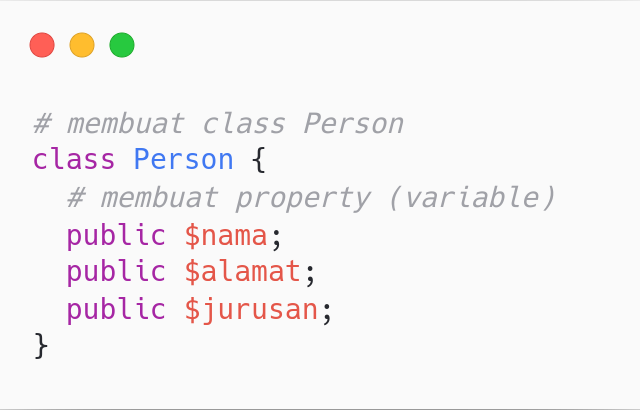 # membuat class Person
class Person {
  # membuat property (variable)
  public $nama;
  public $alamat;
  public $jurusan;
}